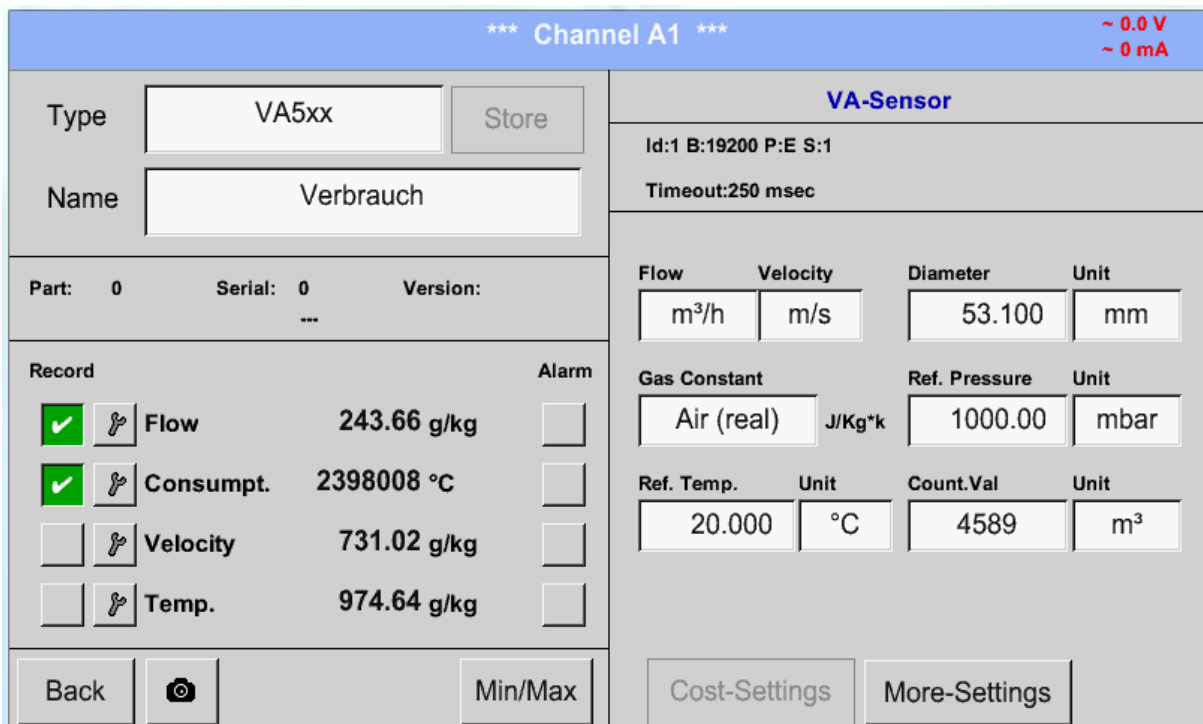 *** Channel A1 ***
~ 0.0 V
~ 0 mA
Type
VA5xx
Store
Name
Verbrauch
Part: 0 Serial: 0 Version:
---
Record Alarm
✔ Flow 243.66 g/kg
✔ Consumpt. 2398008 °C
Velocity 731.02 g/kg
Temp. 974.64 g/kg
Back
Min/Max
VA-Sensor
Id:1 B:19200 P:E S:1
Timeout:250 msec
Flow Velocity Diameter Unit
m³/h m/s 53.100 mm
Gas Constant Ref. Pressure Unit
Air (real) J/Kg*k 1000.00 mbar
Ref. Temp. Unit Count.Val Unit
20.000 °C 4589 m³
Cost-Settings
More-Settings